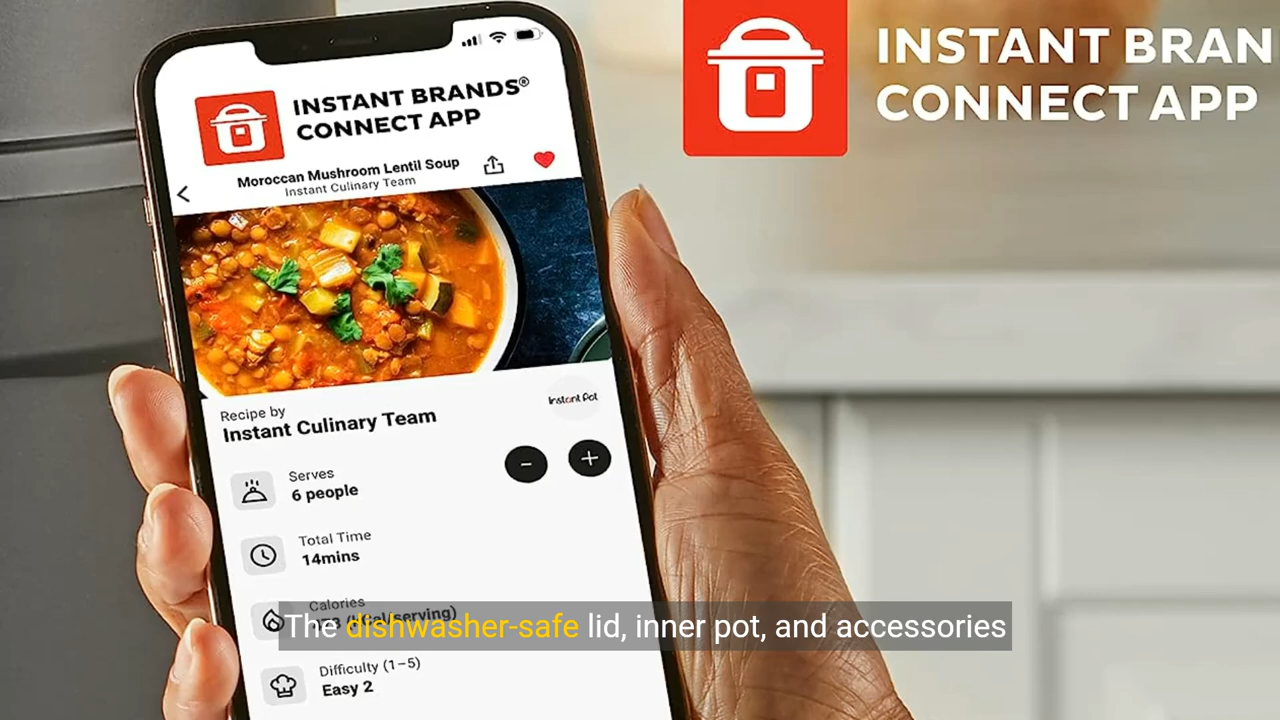 INSTANT BRAN
CONNECT APP
INSTANT BRANDS®
CONNECT APP
Moroccan Mushroom Lentil Soup
Instant Culinary Team
Recipe by
Instant Culinary Team
Instant Pot
Serves
6 people
Total Time
14mins
Calories
(kcal/serving)
The dishwasher-safe lid, inner pot, and accessories
Difficulty (1–5)
Easy 2